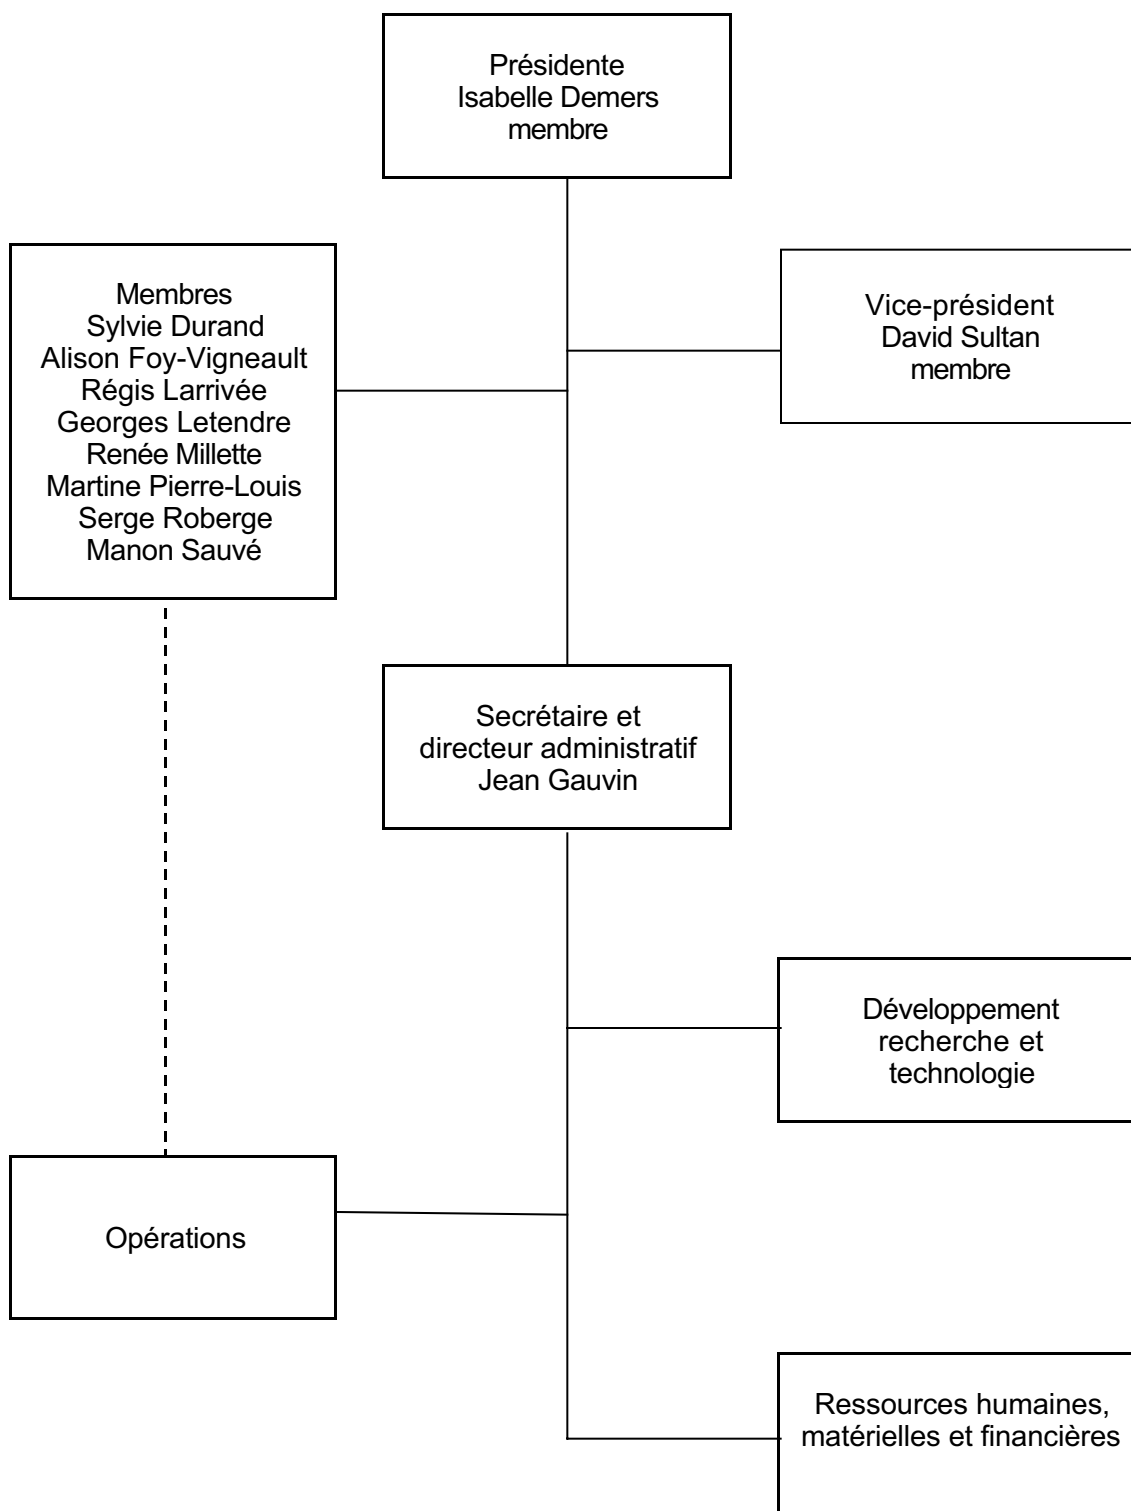 Présidente
Isabelle Demers
membre
Membres
Sylvie Durand
Alison Foy-Vigneault
Régis Larrivée
Georges Letendre
Renée Millette
Martine Pierre-Louis
Serge Roberge
Manon Sauvé
Vice-président
David Sultan
membre
Secrétaire et
directeur administratif
Jean Gauvin
Développement
recherche et
technologie
Opérations
Ressources humaines,
matérielles et financières